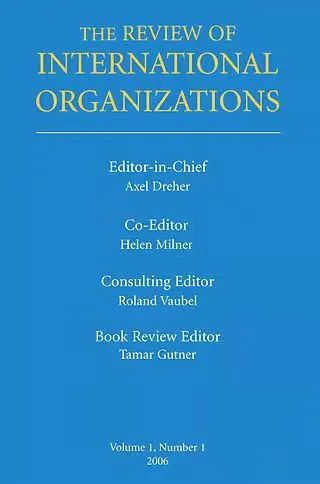 THE REVIEW OF
INTERNATIONAL
ORGANIZATIONS
Editor-in-Chief
Axel Dreher
Co-Editor
Helen Milner
Consulting Editor
Roland Vaubel
Book Review Editor
Tamar Gutner
Volume 1, Number 1
2006